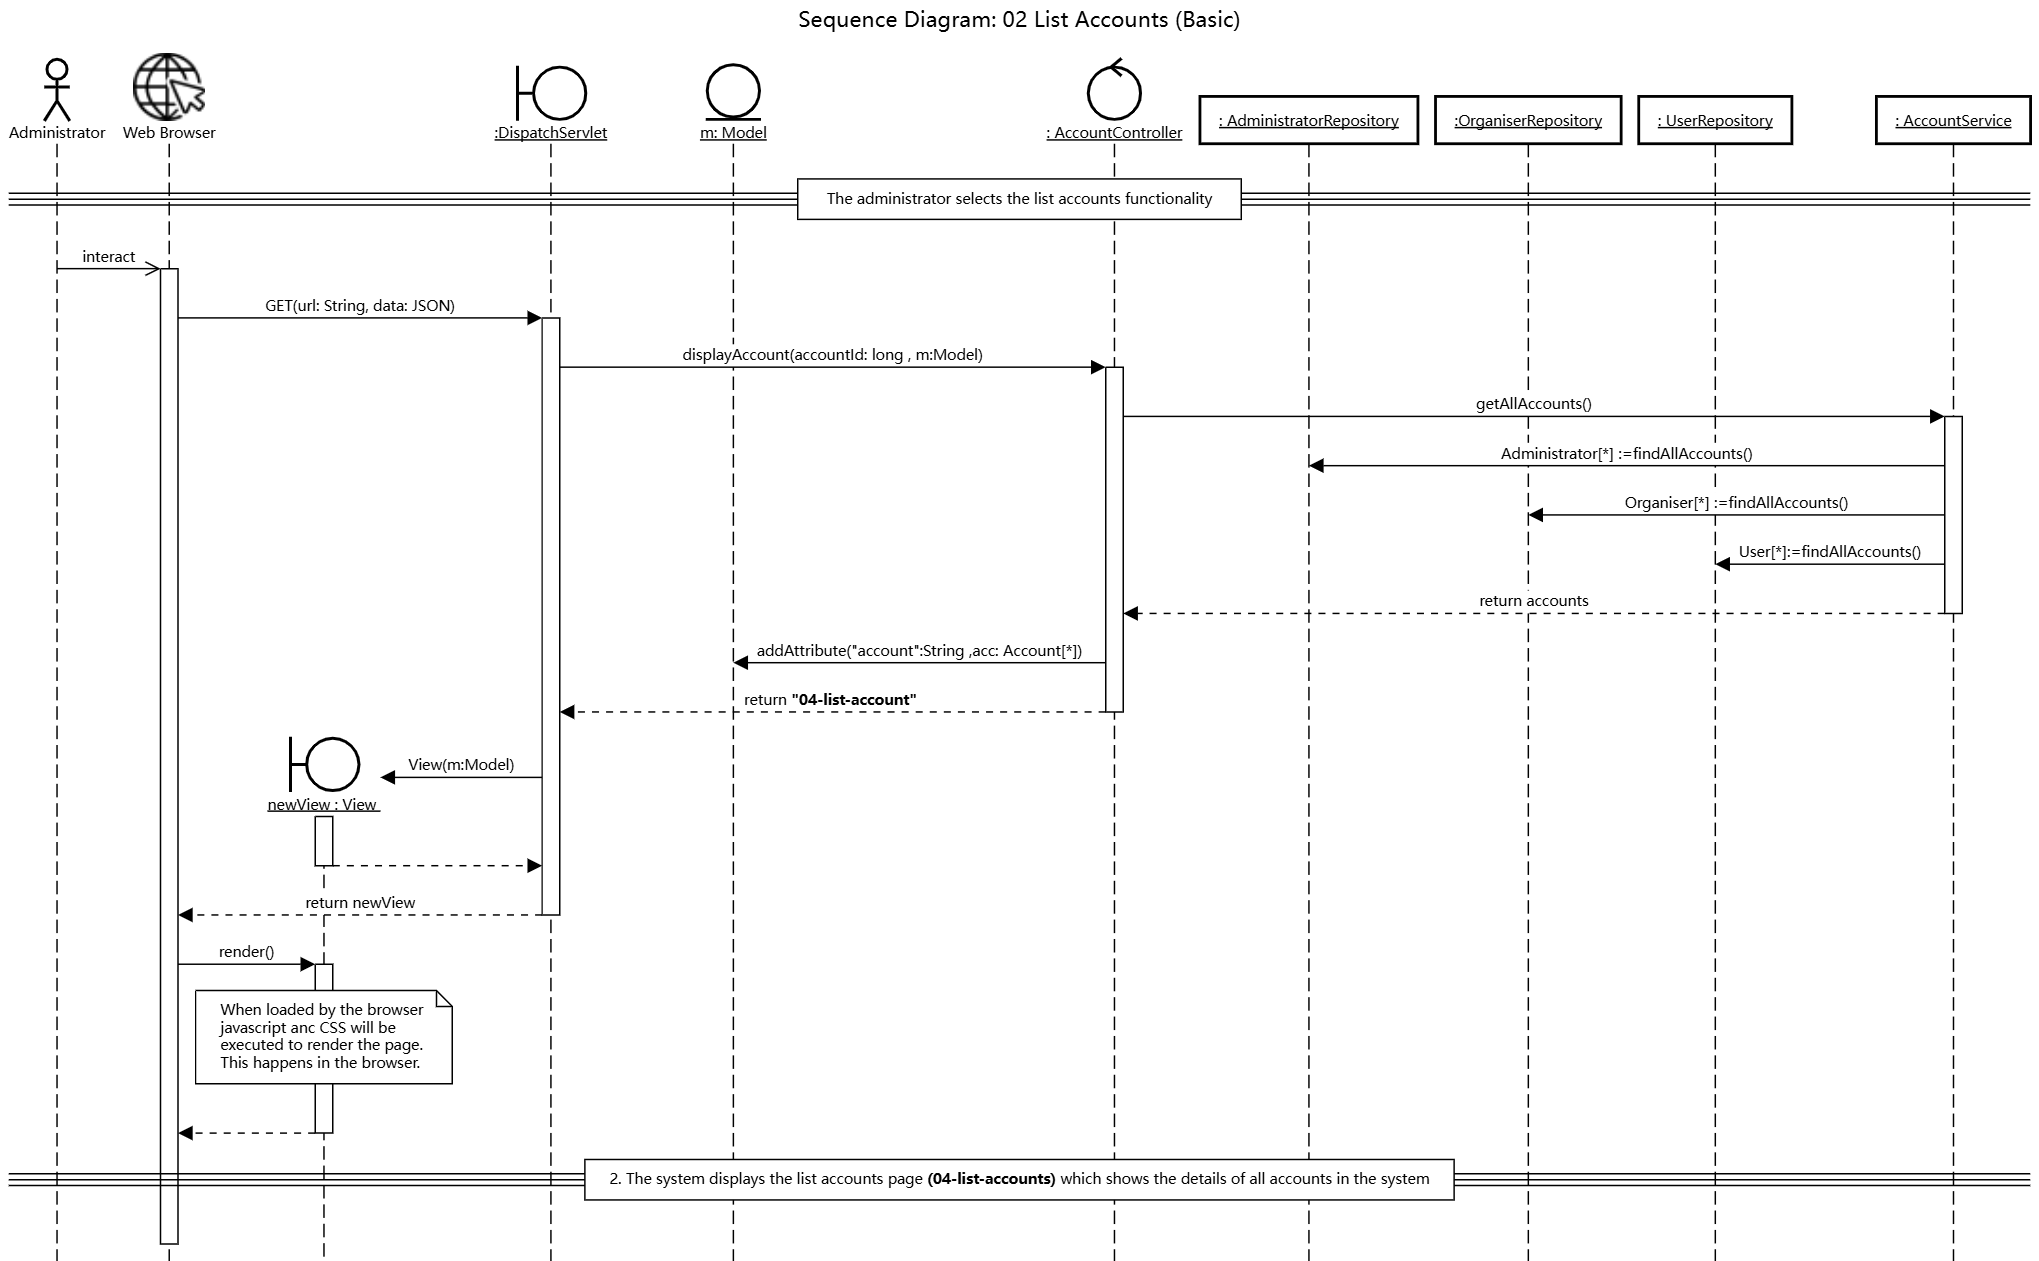 Sequence Diagram: 02 List Accounts (Basic)
Administrator
Web Browser
:DispatchServlet
m: Model
: AccountController
: AdministratorRepository
:OrganiserRepository
: UserRepository
: AccountService
The administrator selects the list accounts functionality
interact
GET(url: String, data: JSON)
displayAccount(accountId: long , m:Model)
getAllAccounts()
Administrator[*] :=findAllAccounts()
Organiser[*] :=findAllAccounts()
User[*]:=findAllAccounts()
return accounts
addAttribute("account":String ,acc: Account[*])
return "04-list-account"
View(m:Model)
newView : View
return newView
render()
When loaded by the browser
javascript anc CSS will be
executed to render the page.
This happens in the browser.
2. The system displays the list accounts page (04-list-accounts) which shows the details of all accounts in the system